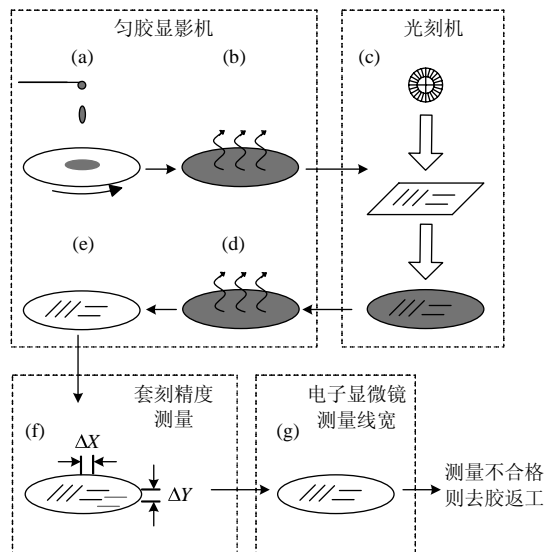 匀胶显影机
光刻机
(a)
(b)
(c)
(e)
(d)
套刻精度
测量
(f)
ΔX
ΔY
电子显微镜
测量线宽
(g)
测量不合格
则去胶返工